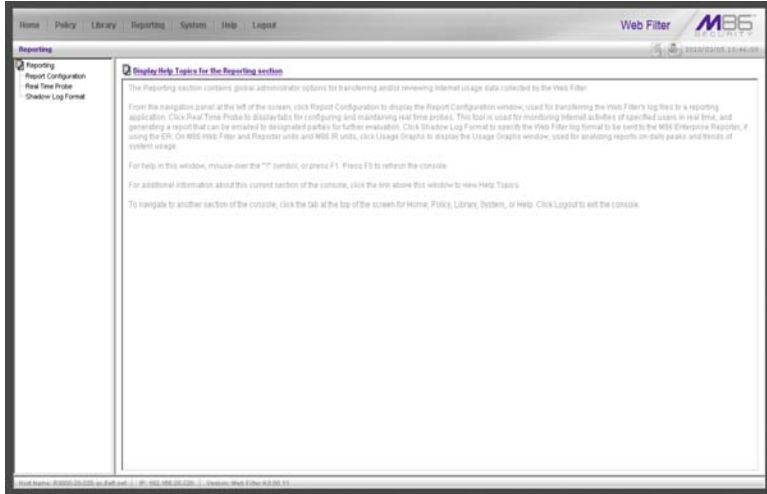 Home Policy Library Reporting System Help Logout
Web Filter
M86
SECURITY
Reporting
Reporting
Report Configuration
Real Time Probe
Shadow Log Format
Display Help Topics for the Reporting section
The Reporting section contains global administrator options for transferring and/or reviewing Internet usage data collected by the Web Filter.
From the navigation panel at the left of the screen, click Report Configuration to display the Report Configuration window, used for transferring the Web Filter's log files to a reporting
application. Click Real Time Probe to display tabs for configuring and maintaining real time probes. This tool is used for monitoring Internet activities of specified users in real time, and
generating a report that can be emailed to designated parties for further evaluation. Click Shadow Log Format to specify the Web Filter log format to be sent to the M86 Enterprise Reporter, if
using the ER. On M86 Web Filter and Reporter units and M86 IR units, click Usage Graphs to display the Usage Graphs window, used for analyzing reports on daily peaks and trends of
system usage.
For help in this window, mouse-over the "?" symbol, or press F1. Press F5 to refresh the console.
For additional information about this current section of the console, click the link above this window to view Help Topics.
To navigate to another section of the console, click the tab at the top of the screen for Home, Policy, Library, System, or Help. Click Logout to exit the console.
Host Name: IP: Version: Web Filter